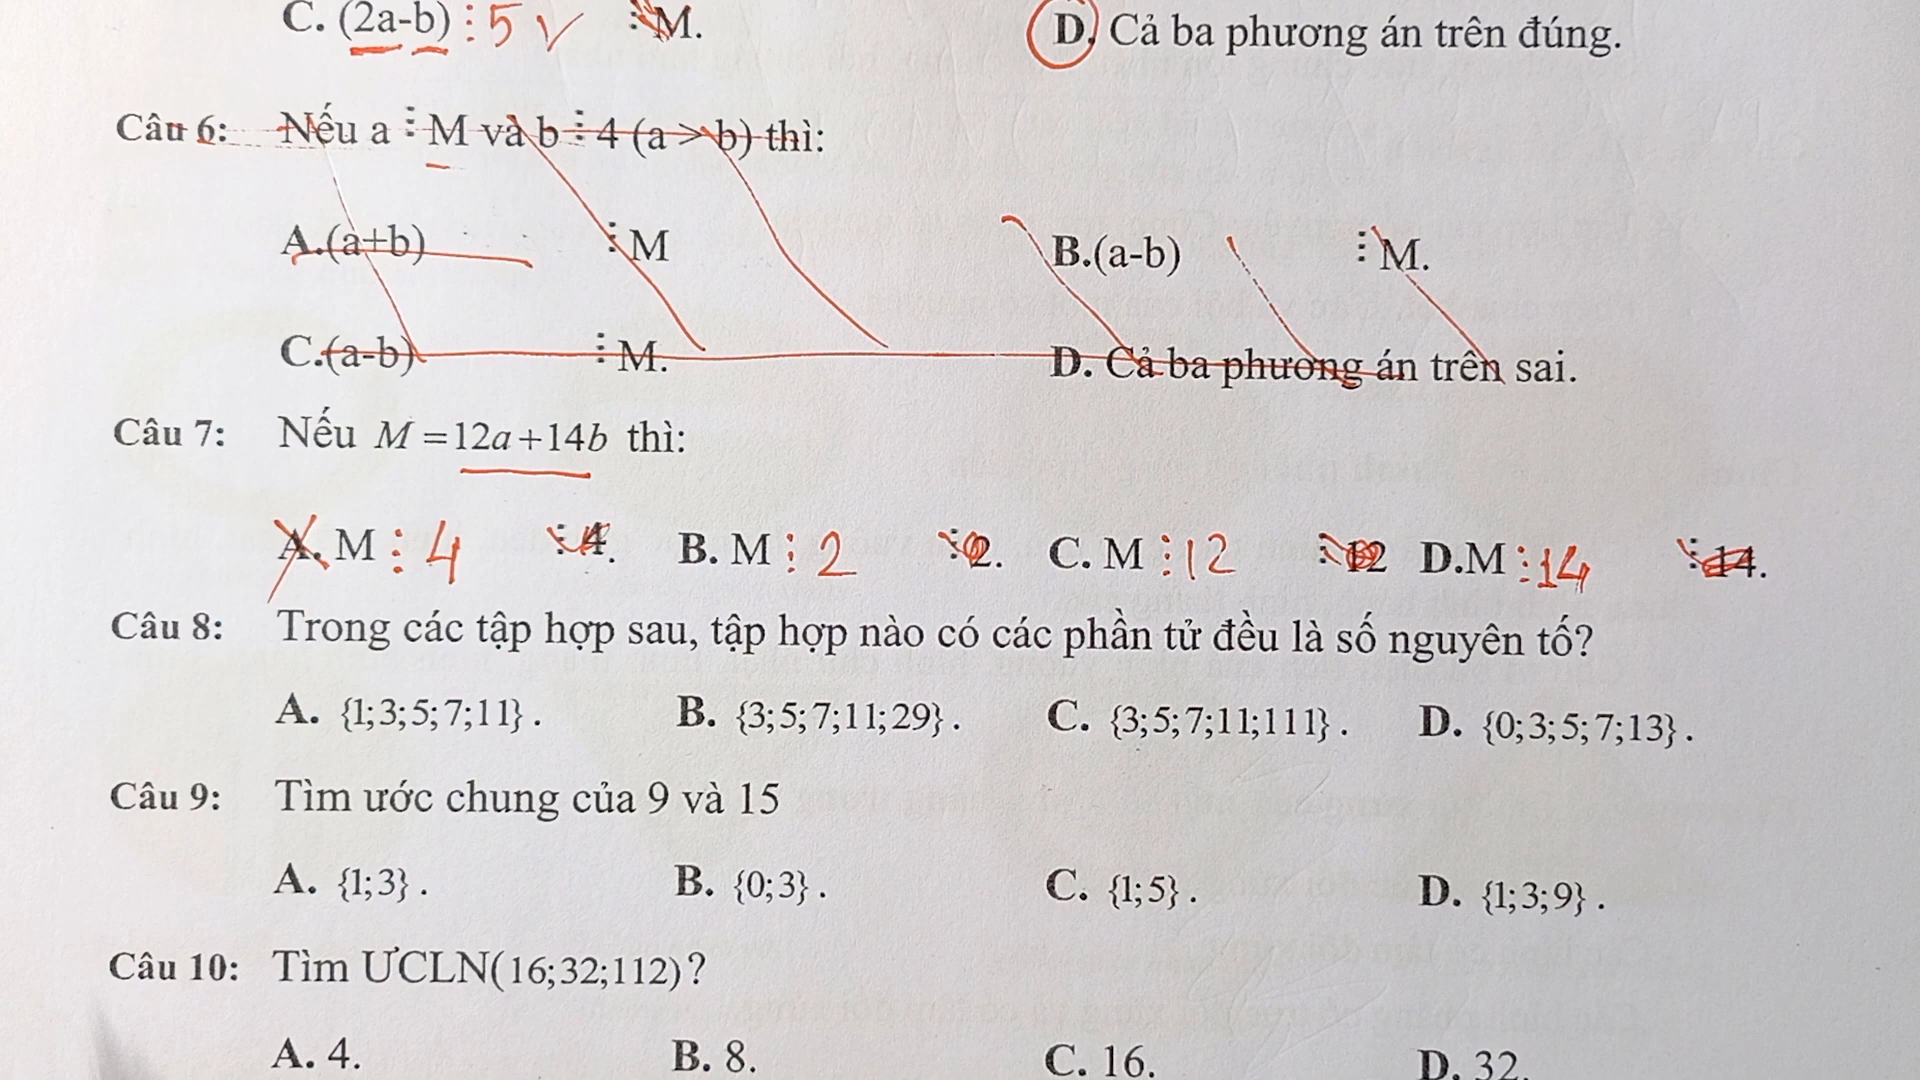 C. (2a-b) ⋮ 5 ⋮ M. D. Cả ba phương án trên đúng.
Câu 6: Nếu a ⋮ M và b ⋮ 4 (a > b) thì:
A.(a+b) ⋮ M B.(a-b) ⋮ M.
C.(a-b) ⋮ M. D. Cả ba phương án trên sai.
Câu 7: Nếu M = 12a + 14b thì:
A. M ⋮ 4 ⋮ 4. B. M ⋮ 2 ⋮ 2. C. M ⋮ 12 ⋮ 12 D.M ⋮ 14 ⋮ 14.
Câu 8: Trong các tập hợp sau, tập hợp nào có các phần tử đều là số nguyên tố?
A. {1;3;5;7;11}. B. {3;5;7;11;29}. C. {3;5;7;11;111}. D. {0;3;5;7;13}.
Câu 9: Tìm ước chung của 9 và 15
A. {1;3}. B. {0;3}. C. {1;5}. D. {1;3;9}.
Câu 10: Tìm ƯCLN(16;32;112)?
A. 4. B. 8. C. 16. D. 32.